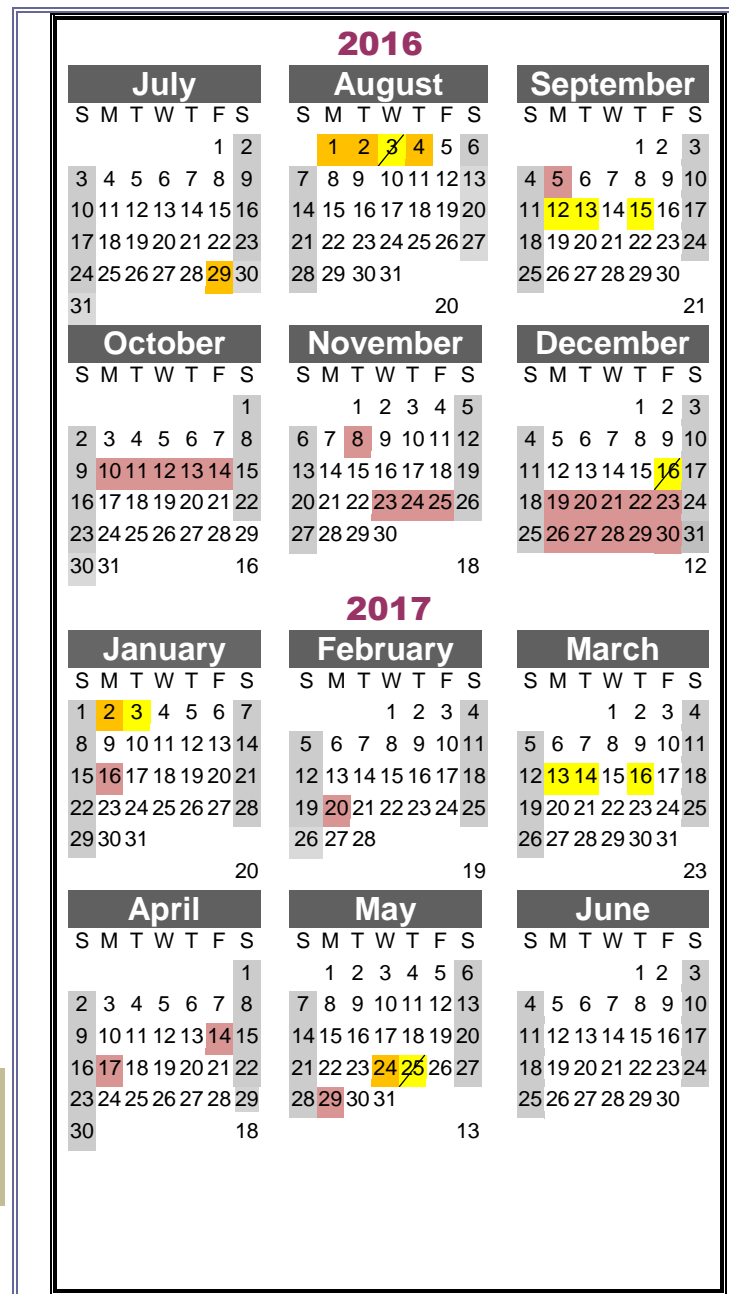 2016
July August September
S M T W T F S S M T W T F S S M T W T F S
1 2 1 2 3 4 5 6 1 2 3
3 4 5 6 7 8 9 7 8 9 10 11 12 13 4 5 6 7 8 9 10
10 11 12 13 14 15 16 14 15 16 17 18 19 20 11 12 13 14 15 16 17
17 18 19 20 21 22 23 21 22 23 24 25 26 27 18 19 20 21 22 23 24
24 25 26 27 28 29 30 28 29 30 31 25 26 27 28 29 30
31 20 21
October November December
S M T W T F S S M T W T F S S M T W T F S
1 1 2 3 4 5 1 2 3
2 3 4 5 6 7 8 6 7 8 9 10 11 12 4 5 6 7 8 9 10
9 10 11 12 13 14 15 13 14 15 16 17 18 19 11 12 13 14 15 16 17
16 17 18 19 20 21 22 20 21 22 23 24 25 26 18 19 20 21 22 23 24
23 24 25 26 27 28 29 27 28 29 30 25 26 27 28 29 30 31
30 31 16 18 12
2017
January February March
S M T W T F S S M T W T F S S M T W T F S
1 2 3 4 5 6 7 1 2 3 4 1 2 3 4
8 9 10 11 12 13 14 5 6 7 8 9 10 11 5 6 7 8 9 10 11
15 16 17 18 19 20 21 12 13 14 15 16 17 18 12 13 14 15 16 17 18
22 23 24 25 26 27 28 19 20 21 22 23 24 25 19 20 21 22 23 24 25
29 30 31 26 27 28 26 27 28 29 30 31
20 19 23
April May June
S M T W T F S S M T W T F S S M T W T F S
1 1 2 3 4 5 6 1 2 3
2 3 4 5 6 7 8 7 8 9 10 11 12 13 4 5 6 7 8 9 10
9 10 11 12 13 14 15 14 15 16 17 18 19 20 11 12 13 14 15 16 17
16 17 18 19 20 21 22 21 22 23 24 25 26 27 18 19 20 21 22 23 24
23 24 25 26 27 28 29 28 29 30 31 25 26 27 28 29 30
30 18 13